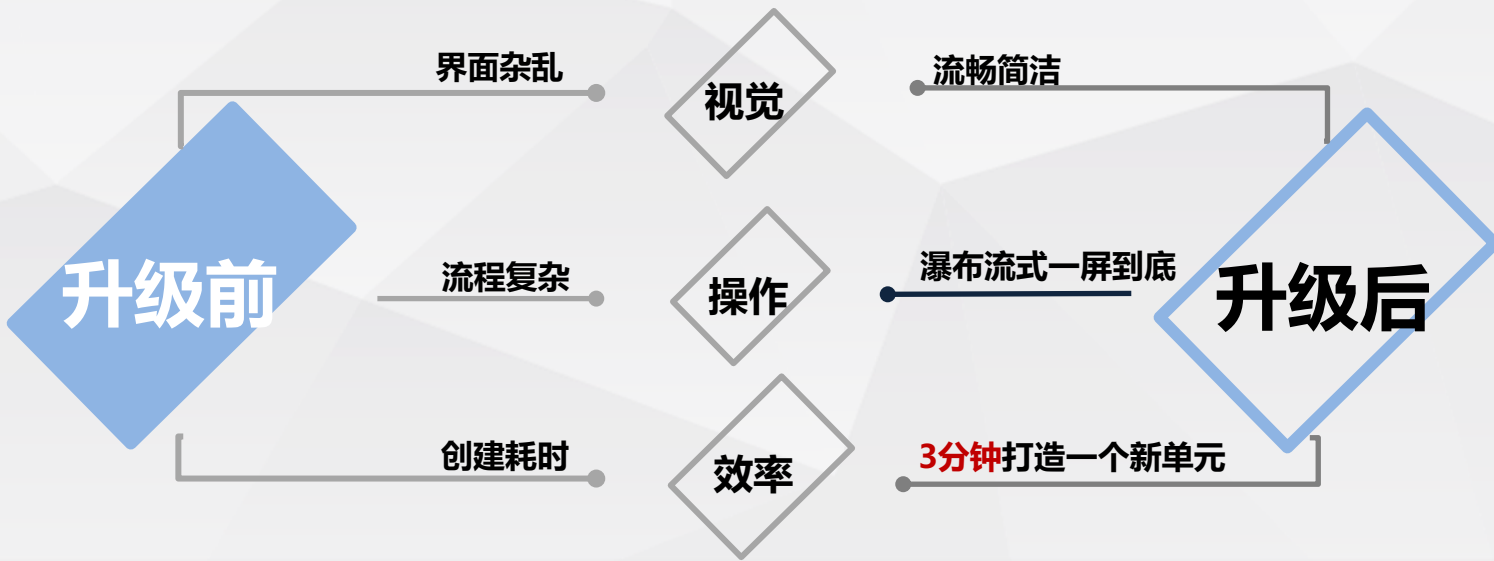 界面杂乱
视觉
流畅简洁
升级前
流程复杂
操作
瀑布流式一屏到底
升级后
创建耗时
效率
3分钟打造一个新单元